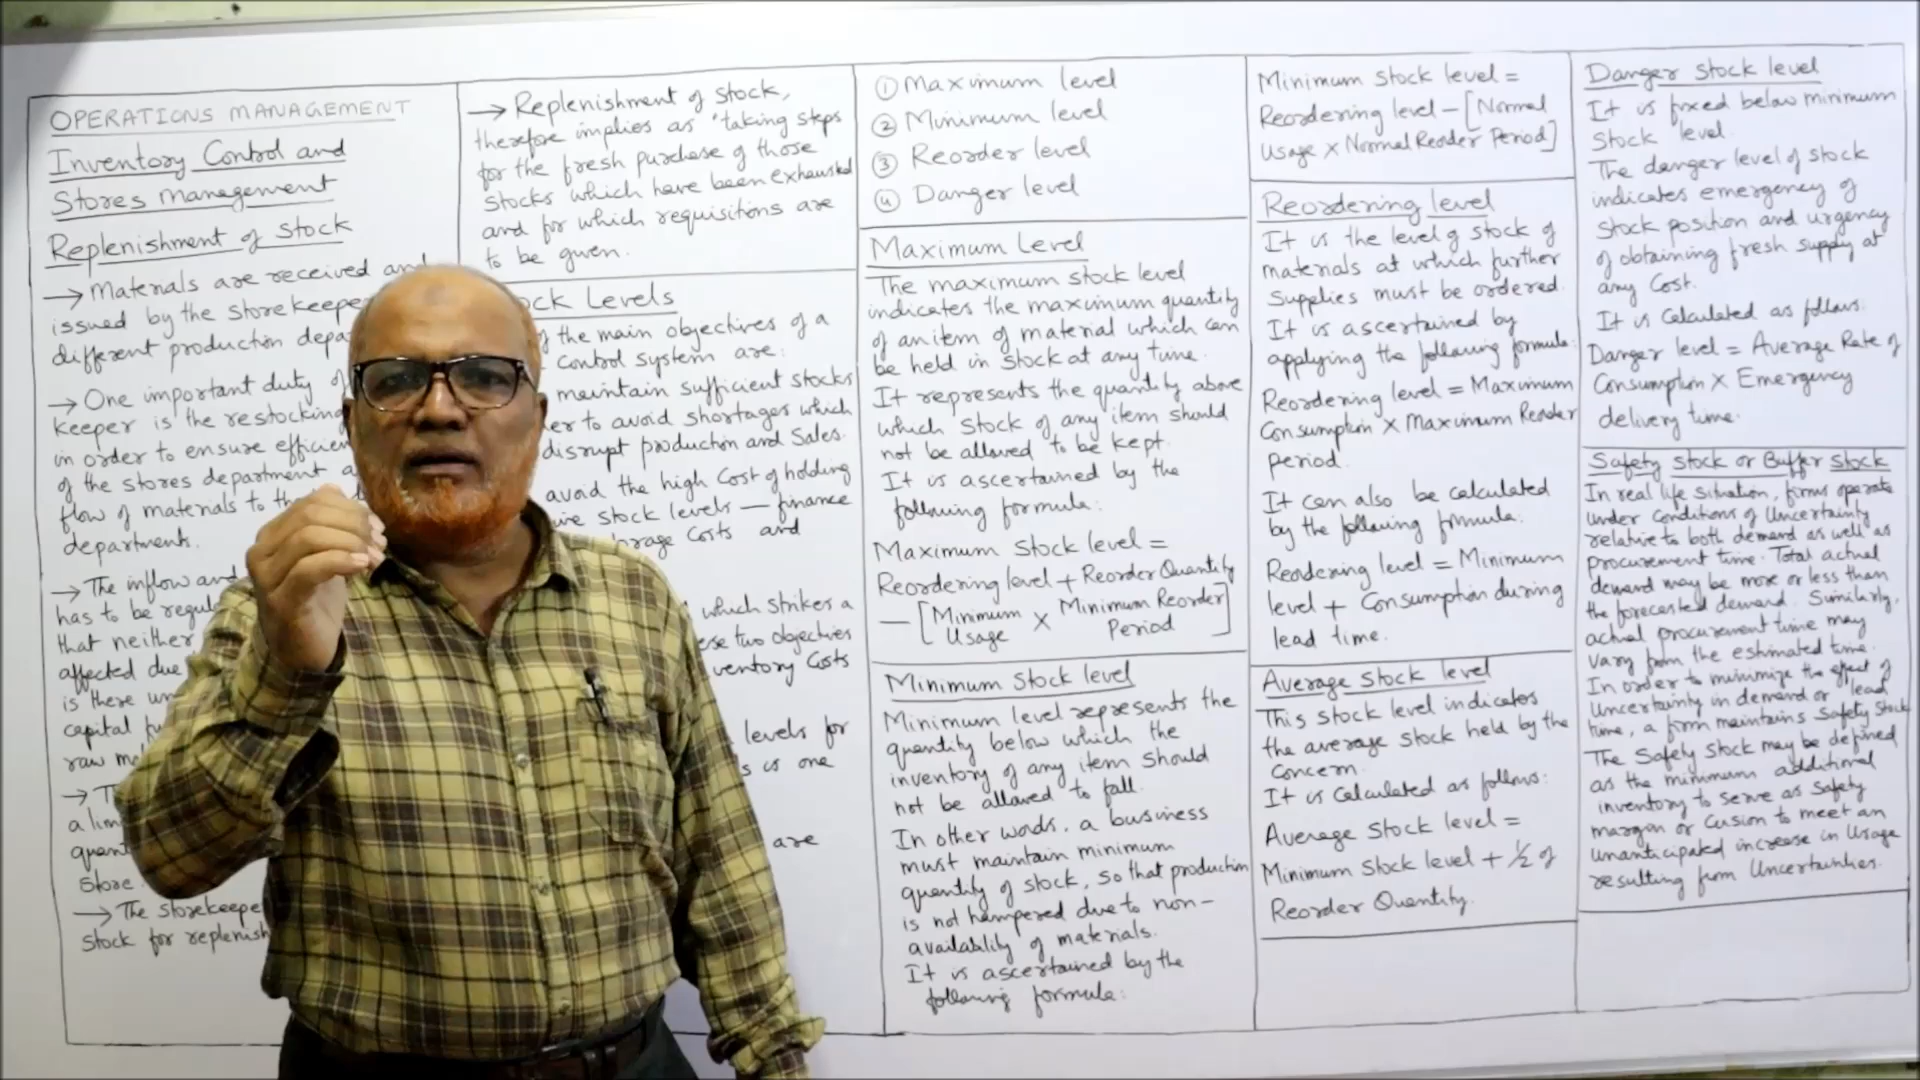 OPERATIONS MANAGEMENT
Inventory Control and
Stores Management
Replenishment of Stock
→ Materials are received and
issued by the storekeeper
different production
→ One important duty of
keeper is the restocking
in order to ensure
of the stores department
flow of materials to
departments.
→ The inflow and
has to be
that neither
affected due
is there
capital
raw
→
a
Store.
→ The
Stock for
→ Replenishment of Stock,
therefore implies as 'taking steps
for the fresh purchase of those
Stocks which have been exhausted
and for which requisitions are
to be given.
Levels
the main objectives of a
Control system are:
maintain sufficient stocks
to avoid shortages which
disrupt production and Sales.
avoid the high Cost of holding
stock levels — finance
Costs and
which strikes a
two objectives
Costs
levels for
is one
are
① Maximum level
② Minimum level
③ Reorder level
④ Danger level
Maximum Level
The maximum stock level
indicates the maximum quantity
of an item of material which can
be held in stock at any time.
It represents the quantity above
which Stock of any item should
not be allowed to be kept.
It is ascertained by the
following formula:
Maximum Stock level =
Reordering level + Reorder Quantity
— [Minimum Usage × Minimum Reorder Period]
Minimum Stock level
Minimum level represents the
quantity below which the
inventory of any item should
not be allowed to fall.
In other words, a business
must maintain minimum
quantity of stock, so that production
is not hampered due to non-
availability of materials.
It is ascertained by the
following formula:
Minimum Stock level =
Reordering level — [Normal
Usage × Normal Reorder Period]
Reordering level
It is the level of stock of
materials at which further
Supplies must be ordered.
It is ascertained by
applying the following formula:
Reordering level = Maximum
Consumption × Maximum Reorder
period.
It can also be calculated
by the following formula:
Reordering level = Minimum
level + Consumption during
lead time.
Average Stock level
This stock level indicates
the average stock held by the
Concern.
It is Calculated as follows:
Average Stock level =
Minimum Stock level + ½ of
Reorder Quantity.
Danger Stock level
It is fixed below minimum
Stock level.
The danger level of stock
indicates emergency of
Stock position and urgency
of obtaining fresh supply at
any Cost.
It is Calculated as follows:
Danger level = Average Rate of
Consumption × Emergency
delivery time.
Safety Stock or Buffer Stock
In real life situation, firms operate
Under Conditions of Uncertainty
relative to both demand as well as
procurement time. Total actual
demand may be more or less than
the forecasted demand. Similarly,
actual procurement time may
Vary from the estimated time.
In order to minimize the effect of
Uncertainty in demand or lead
time, a firm maintains Safety Stock
The Safety Stock may be defined
as the minimum additional
inventory to serve as Safety
margin or Cusion to meet an
Unanticipated increase in Usage
resulting from Uncertainties.